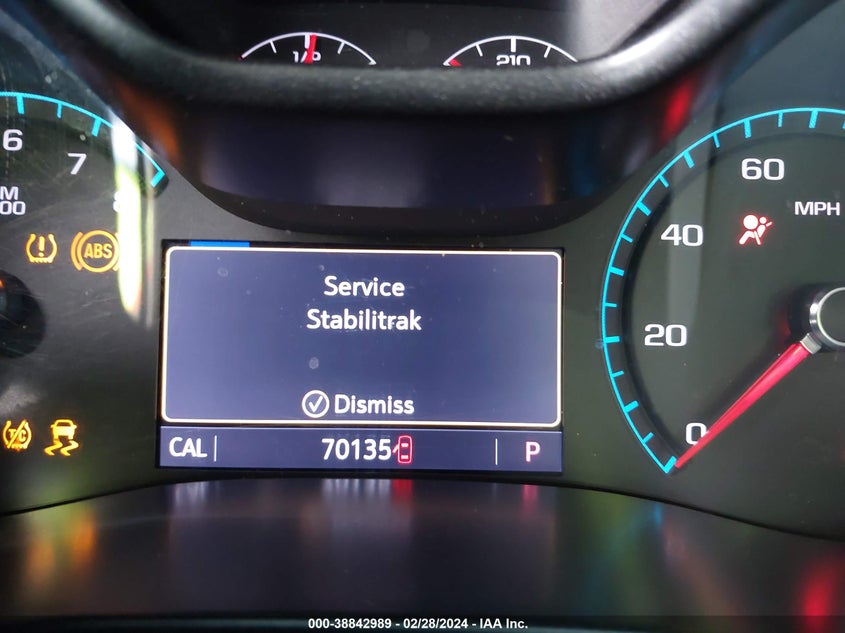 1/2
210
6
7
8
60
MPH
40
ABS
Service
Stabilitrak
20
Dismiss
T/C
0
CAL
70135
P
000-38842989 - 02/28/2024 - IAA Inc.